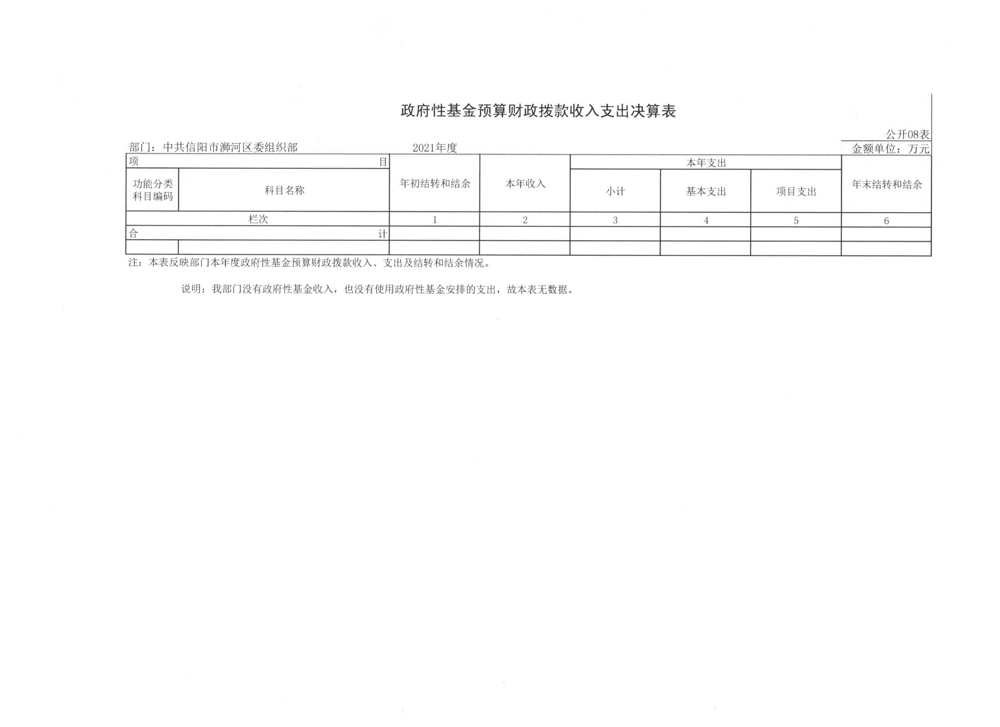 政府性基金预算财政拨款收入支出决算表
公开08表
部门：中共信阳市浉河区委组织部 2021年度 金额单位：万元
项 目 年初结转和结余 本年收入 本年支出 年末结转和结余
功能分类科目编码 科目名称 小计 基本支出 项目支出
栏次 1 2 3 4 5 6
合 计
注：本表反映部门本年度政府性基金预算财政拨款收入、支出及结转和结余情况。
说明：我部门没有政府性基金收入，也没有使用政府性基金安排的支出，故本表无数据。